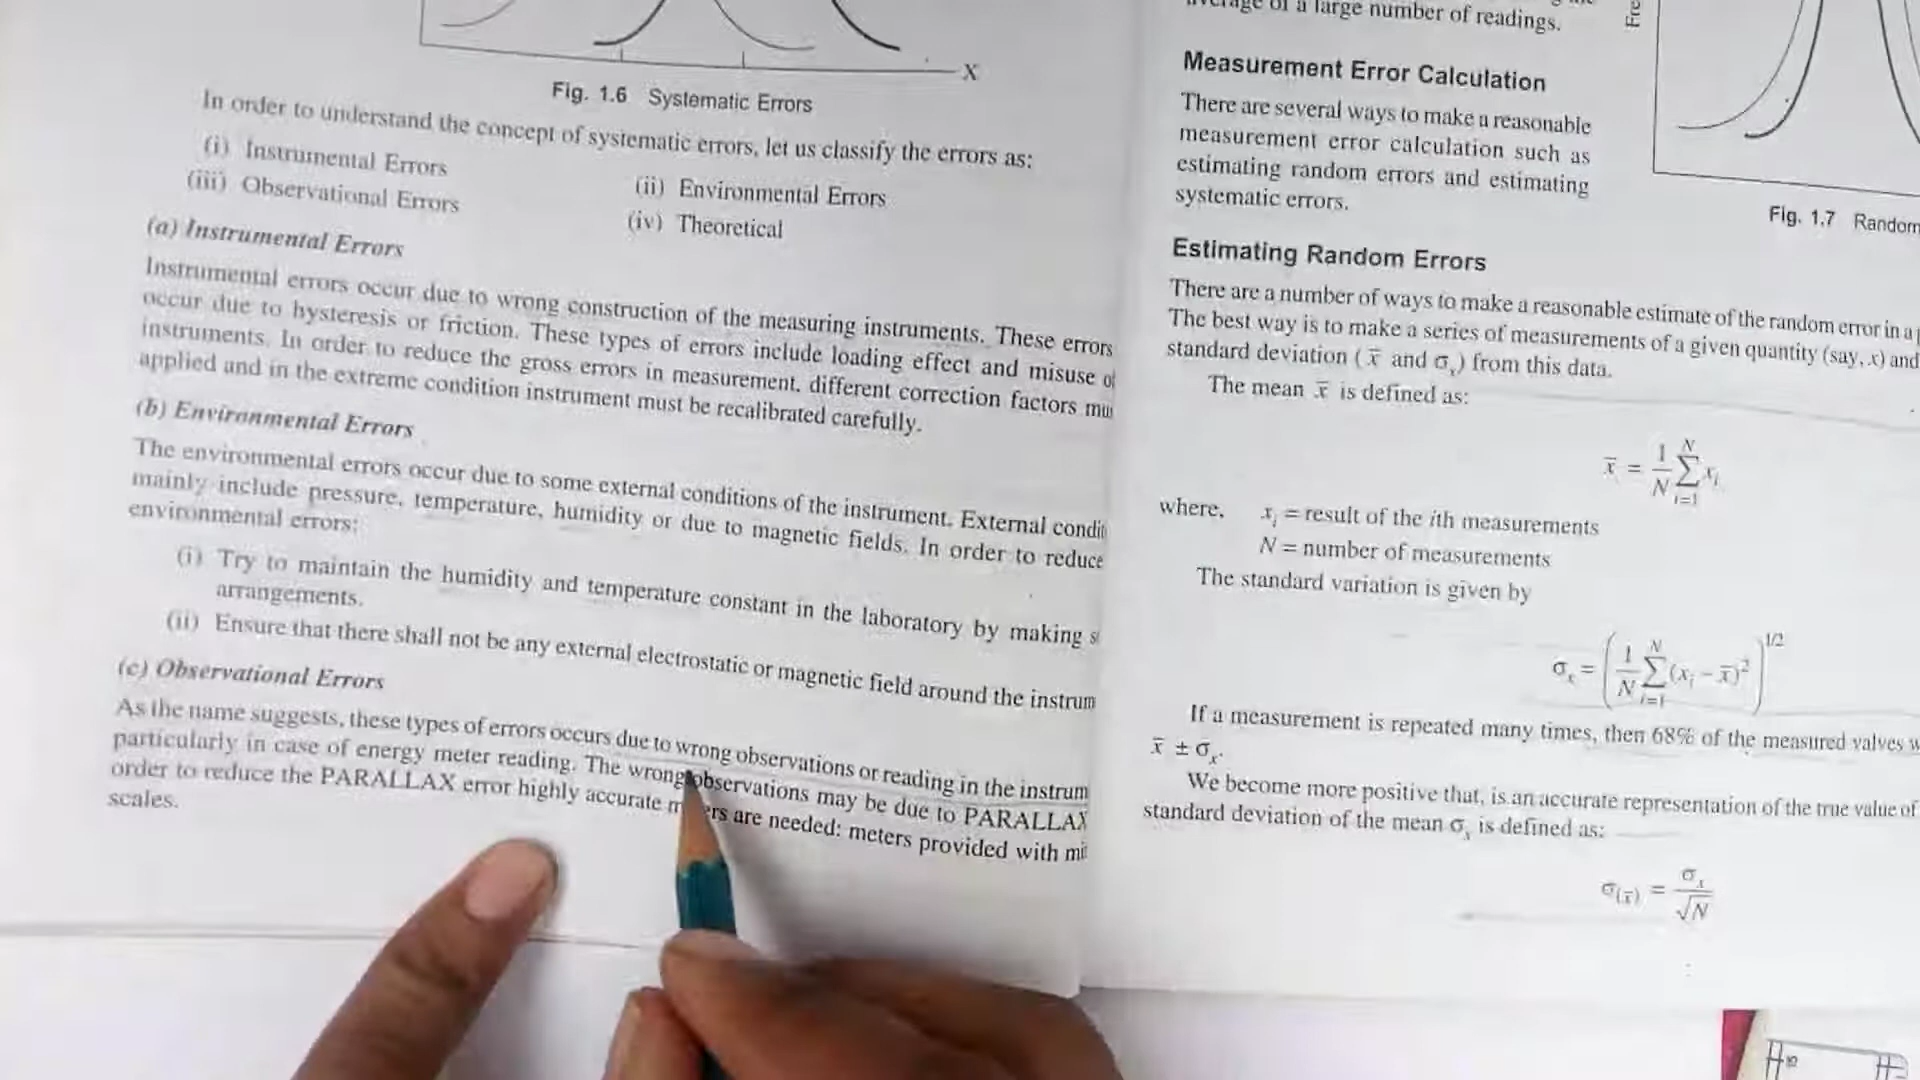 X
Fig. 1.6 Systematic Errors
In order to understand the concept of systematic errors, let us classify the errors as:
(i) Instrumental Errors
(ii) Environmental Errors
(iii) Observational Errors
(iv) Theoretical
(a) Instrumental Errors
Instrumental errors occur due to wrong construction of the measuring instruments. These errors
occur due to hysteresis or friction. These types of errors include loading effect and misuse
instruments. In order to reduce the gross errors in measurement, different correction factors
applied and in the extreme condition instrument must be recalibrated carefully.
(b) Environmental Errors
The environmental errors occur due to some external conditions of the instrument. External
mainly include pressure, temperature, humidity or due to magnetic fields. In order to reduce
environmental errors:
(i) Try to maintain the humidity and temperature constant in the laboratory by making
arrangements.
(ii) Ensure that there shall not be any external electrostatic or magnetic field around the
(c) Observational Errors
As the name suggests, these types of errors occurs due to wrong observations or reading in the
particularly in case of energy meter reading. The wrong observations may be due to PARALLAX
order to reduce the PARALLAX error highly accurate are needed: meters provided with
scales.
of a large number of readings.
Measurement Error Calculation
There are several ways to make a reasonable
measurement error calculation such as
estimating random errors and estimating
systematic errors.
Fig. 1.7 Random
Estimating Random Errors
There are a number of ways to make a reasonable estimate of the random error in a
The best way is to make a series of measurements of a given quantity (say, x) and
standard deviation (x̄ and σₓ) from this data.
The mean x̄ is defined as:
x̄ = 1/N ∑ᵢ₌₁ᴺ xᵢ
where, xᵢ = result of the ith measurements
N = number of measurements
The standard variation is given by
σₓ = (1/N ∑ᵢ₌₁ᴺ (xᵢ − x̄)²)^1/2
If a measurement is repeated many times, then 68% of the measured valves
x̄ ± σₓ.
We become more positive that, is an accurate representation of the true value of
standard deviation of the mean σₓ is defined as:
σ(x̄) = σₓ/√N